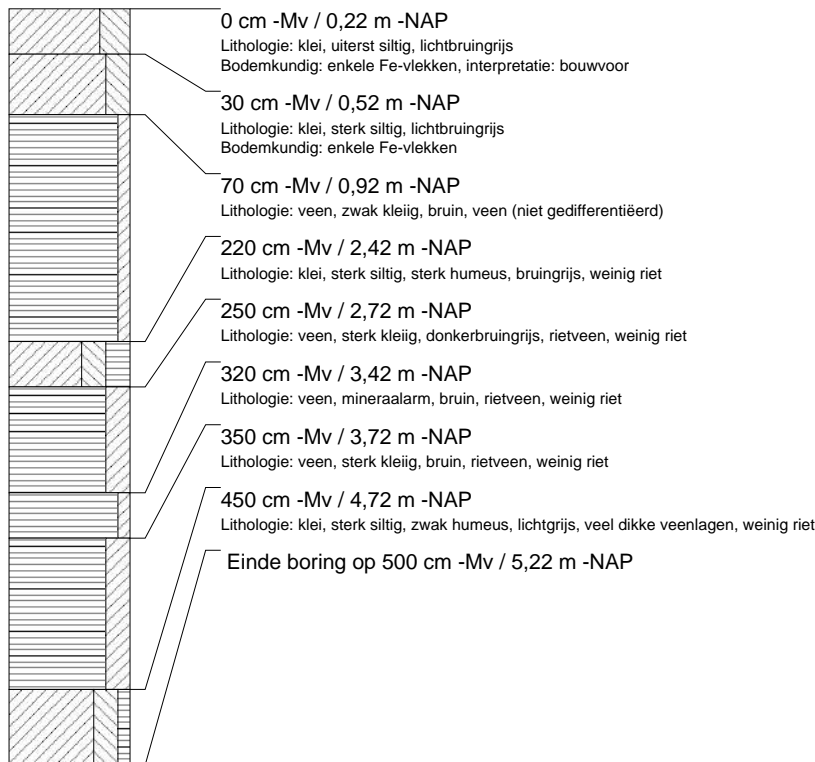 0 cm -Mv / 0,22 m -NAP
Lithologie: klei, uiterst siltig, lichtbruingrijs
Bodemkundig: enkele Fe-vlekken, interpretatie: bouwvoor
30 cm -Mv / 0,52 m -NAP
Lithologie: klei, sterk siltig, lichtbruingrijs
Bodemkundig: enkele Fe-vlekken
70 cm -Mv / 0,92 m -NAP
Lithologie: veen, zwak kleiig, bruin, veen (niet gedifferentiëerd)
220 cm -Mv / 2,42 m -NAP
Lithologie: klei, sterk siltig, sterk humeus, bruingrijs, weinig riet
250 cm -Mv / 2,72 m -NAP
Lithologie: veen, sterk kleiig, donkerbruingrijs, rietveen, weinig riet
320 cm -Mv / 3,42 m -NAP
Lithologie: veen, mineraalarm, bruin, rietveen, weinig riet
350 cm -Mv / 3,72 m -NAP
Lithologie: veen, sterk kleiig, bruin, rietveen, weinig riet
450 cm -Mv / 4,72 m -NAP
Lithologie: klei, sterk siltig, zwak humeus, lichtgrijs, veel dikke veenlagen, weinig riet
Einde boring op 500 cm -Mv / 5,22 m -NAP